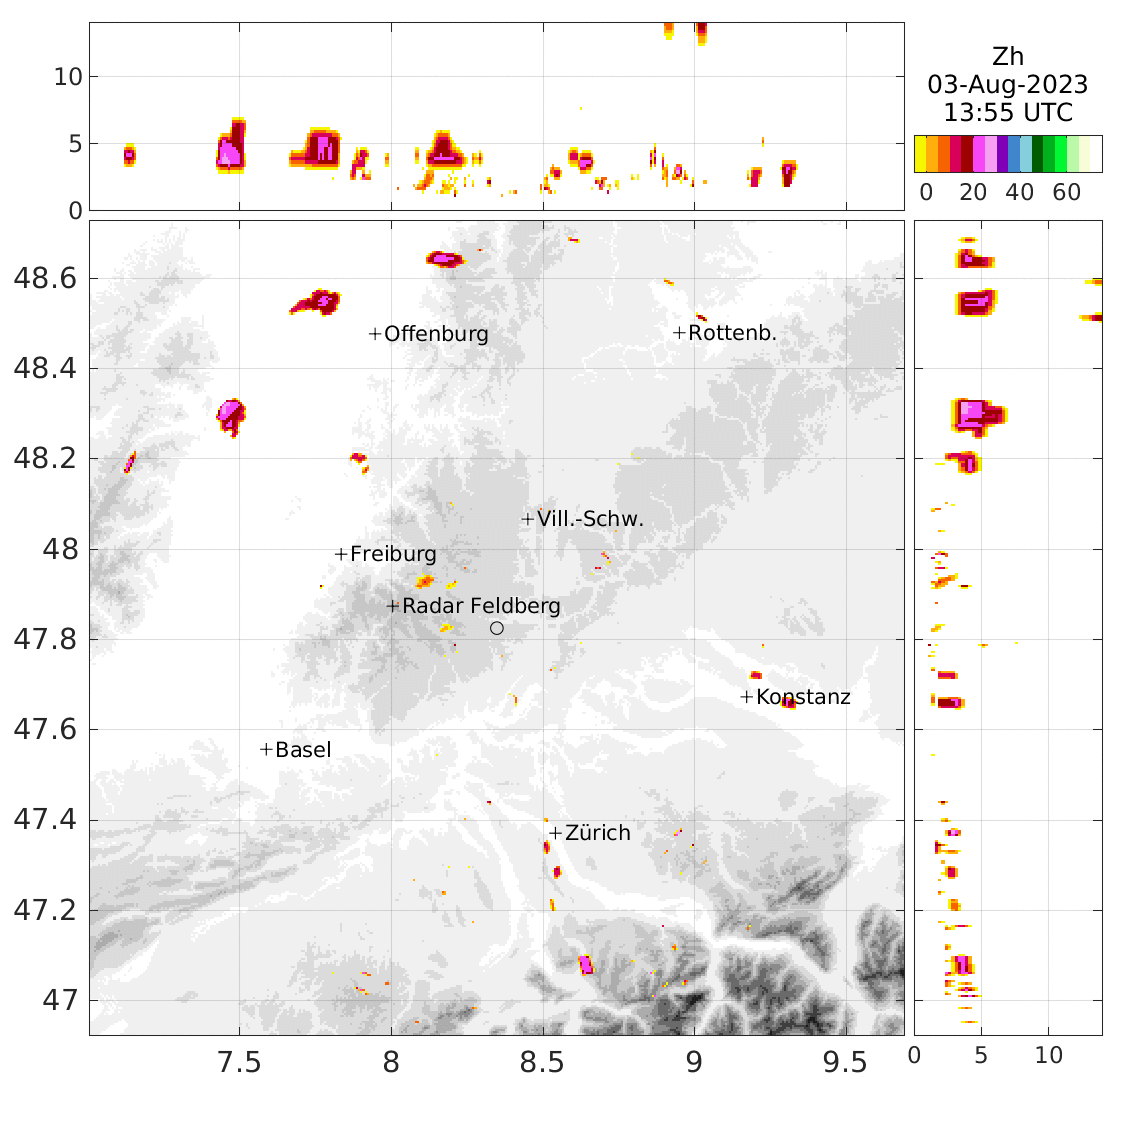 10
5
0
Zh
03-Aug-2023
13:55 UTC
0 20 40 60
48.6
48.4
48.2
48
47.8
47.6
47.4
47.2
47
+Offenburg
+Rottenb.
+Vill.-Schw.
+Freiburg
+Radar Feldberg
+Konstanz
+Basel
+Zürich
7.5 8 8.5 9 9.5
0 5 10